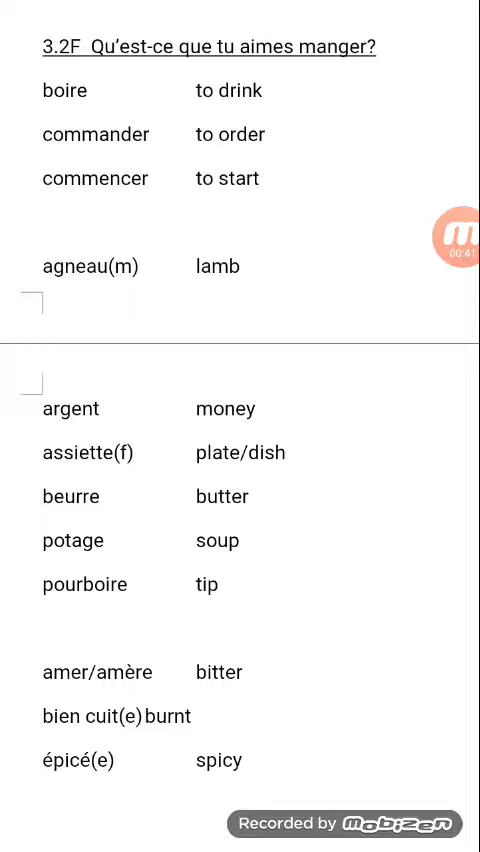 3.2F Qu’est-ce que tu aimes manger?
boire to drink
commander to order
commencer to start
m
00:41
agneau(m) lamb
argent money
assiette(f) plate/dish
beurre butter
potage soup
pourboire tip
amer/amère bitter
bien cuit(e) burnt
épicé(e) spicy
Recorded by Mobizen